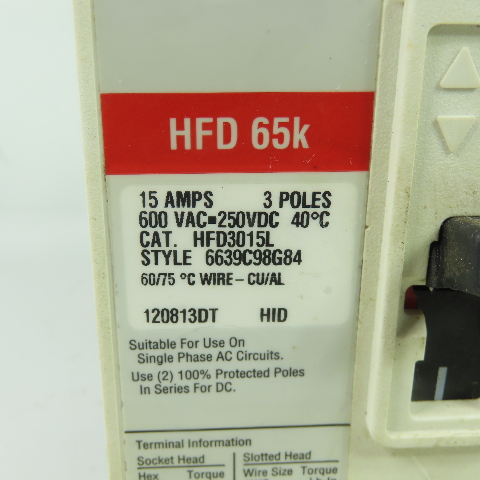 HFD 65k
15 AMPS 3 POLES
600 VAC=250VDC 40°C
CAT. HFD3015L
STYLE 6639C98G84
60/75 °C WIRE-CU/AL
120813DT HID
Suitable For Use On
Single Phase AC Circuits.
Use (2) 100% Protected Poles
In Series For DC.
Terminal Information
Socket Head Slotted Head
Hex Torque Wire Size Torque